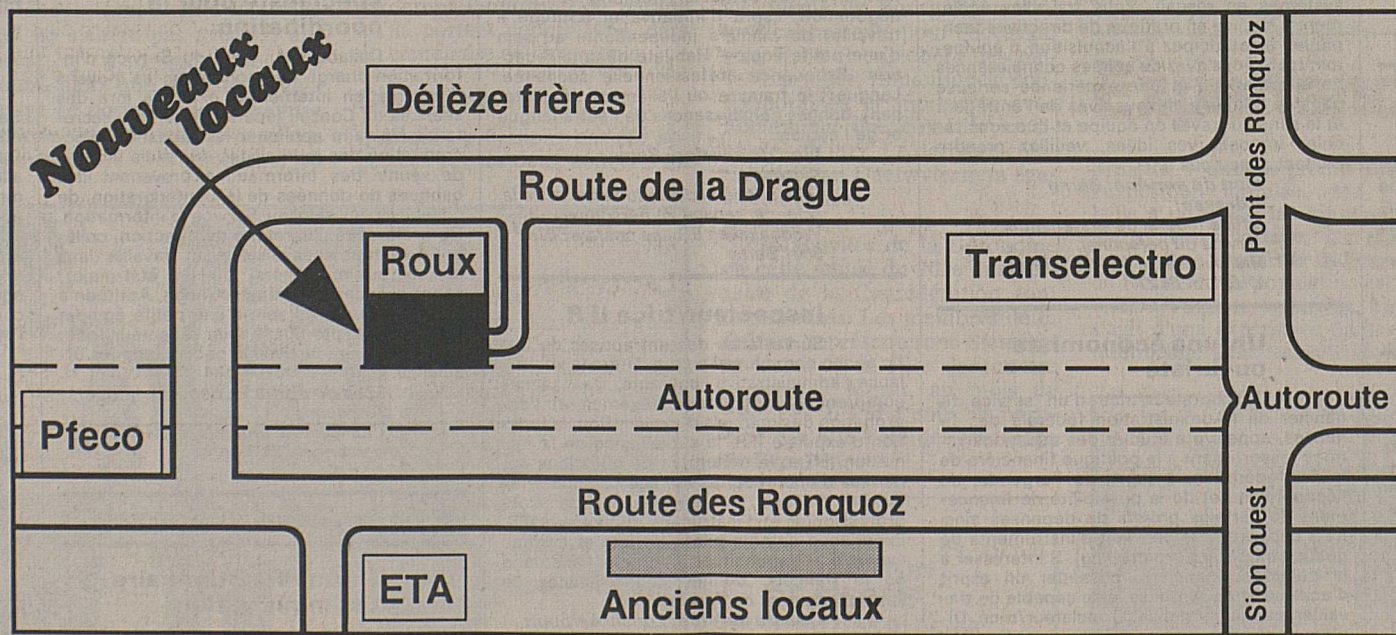 Nouveaux
locaux
Délèze frères
Pont des Ronquoz
Route de la Drague
Roux
Transelectro
Autoroute
Autoroute
Pfeco
Route des Ronquoz
Sion ouest
ETA
Anciens locaux